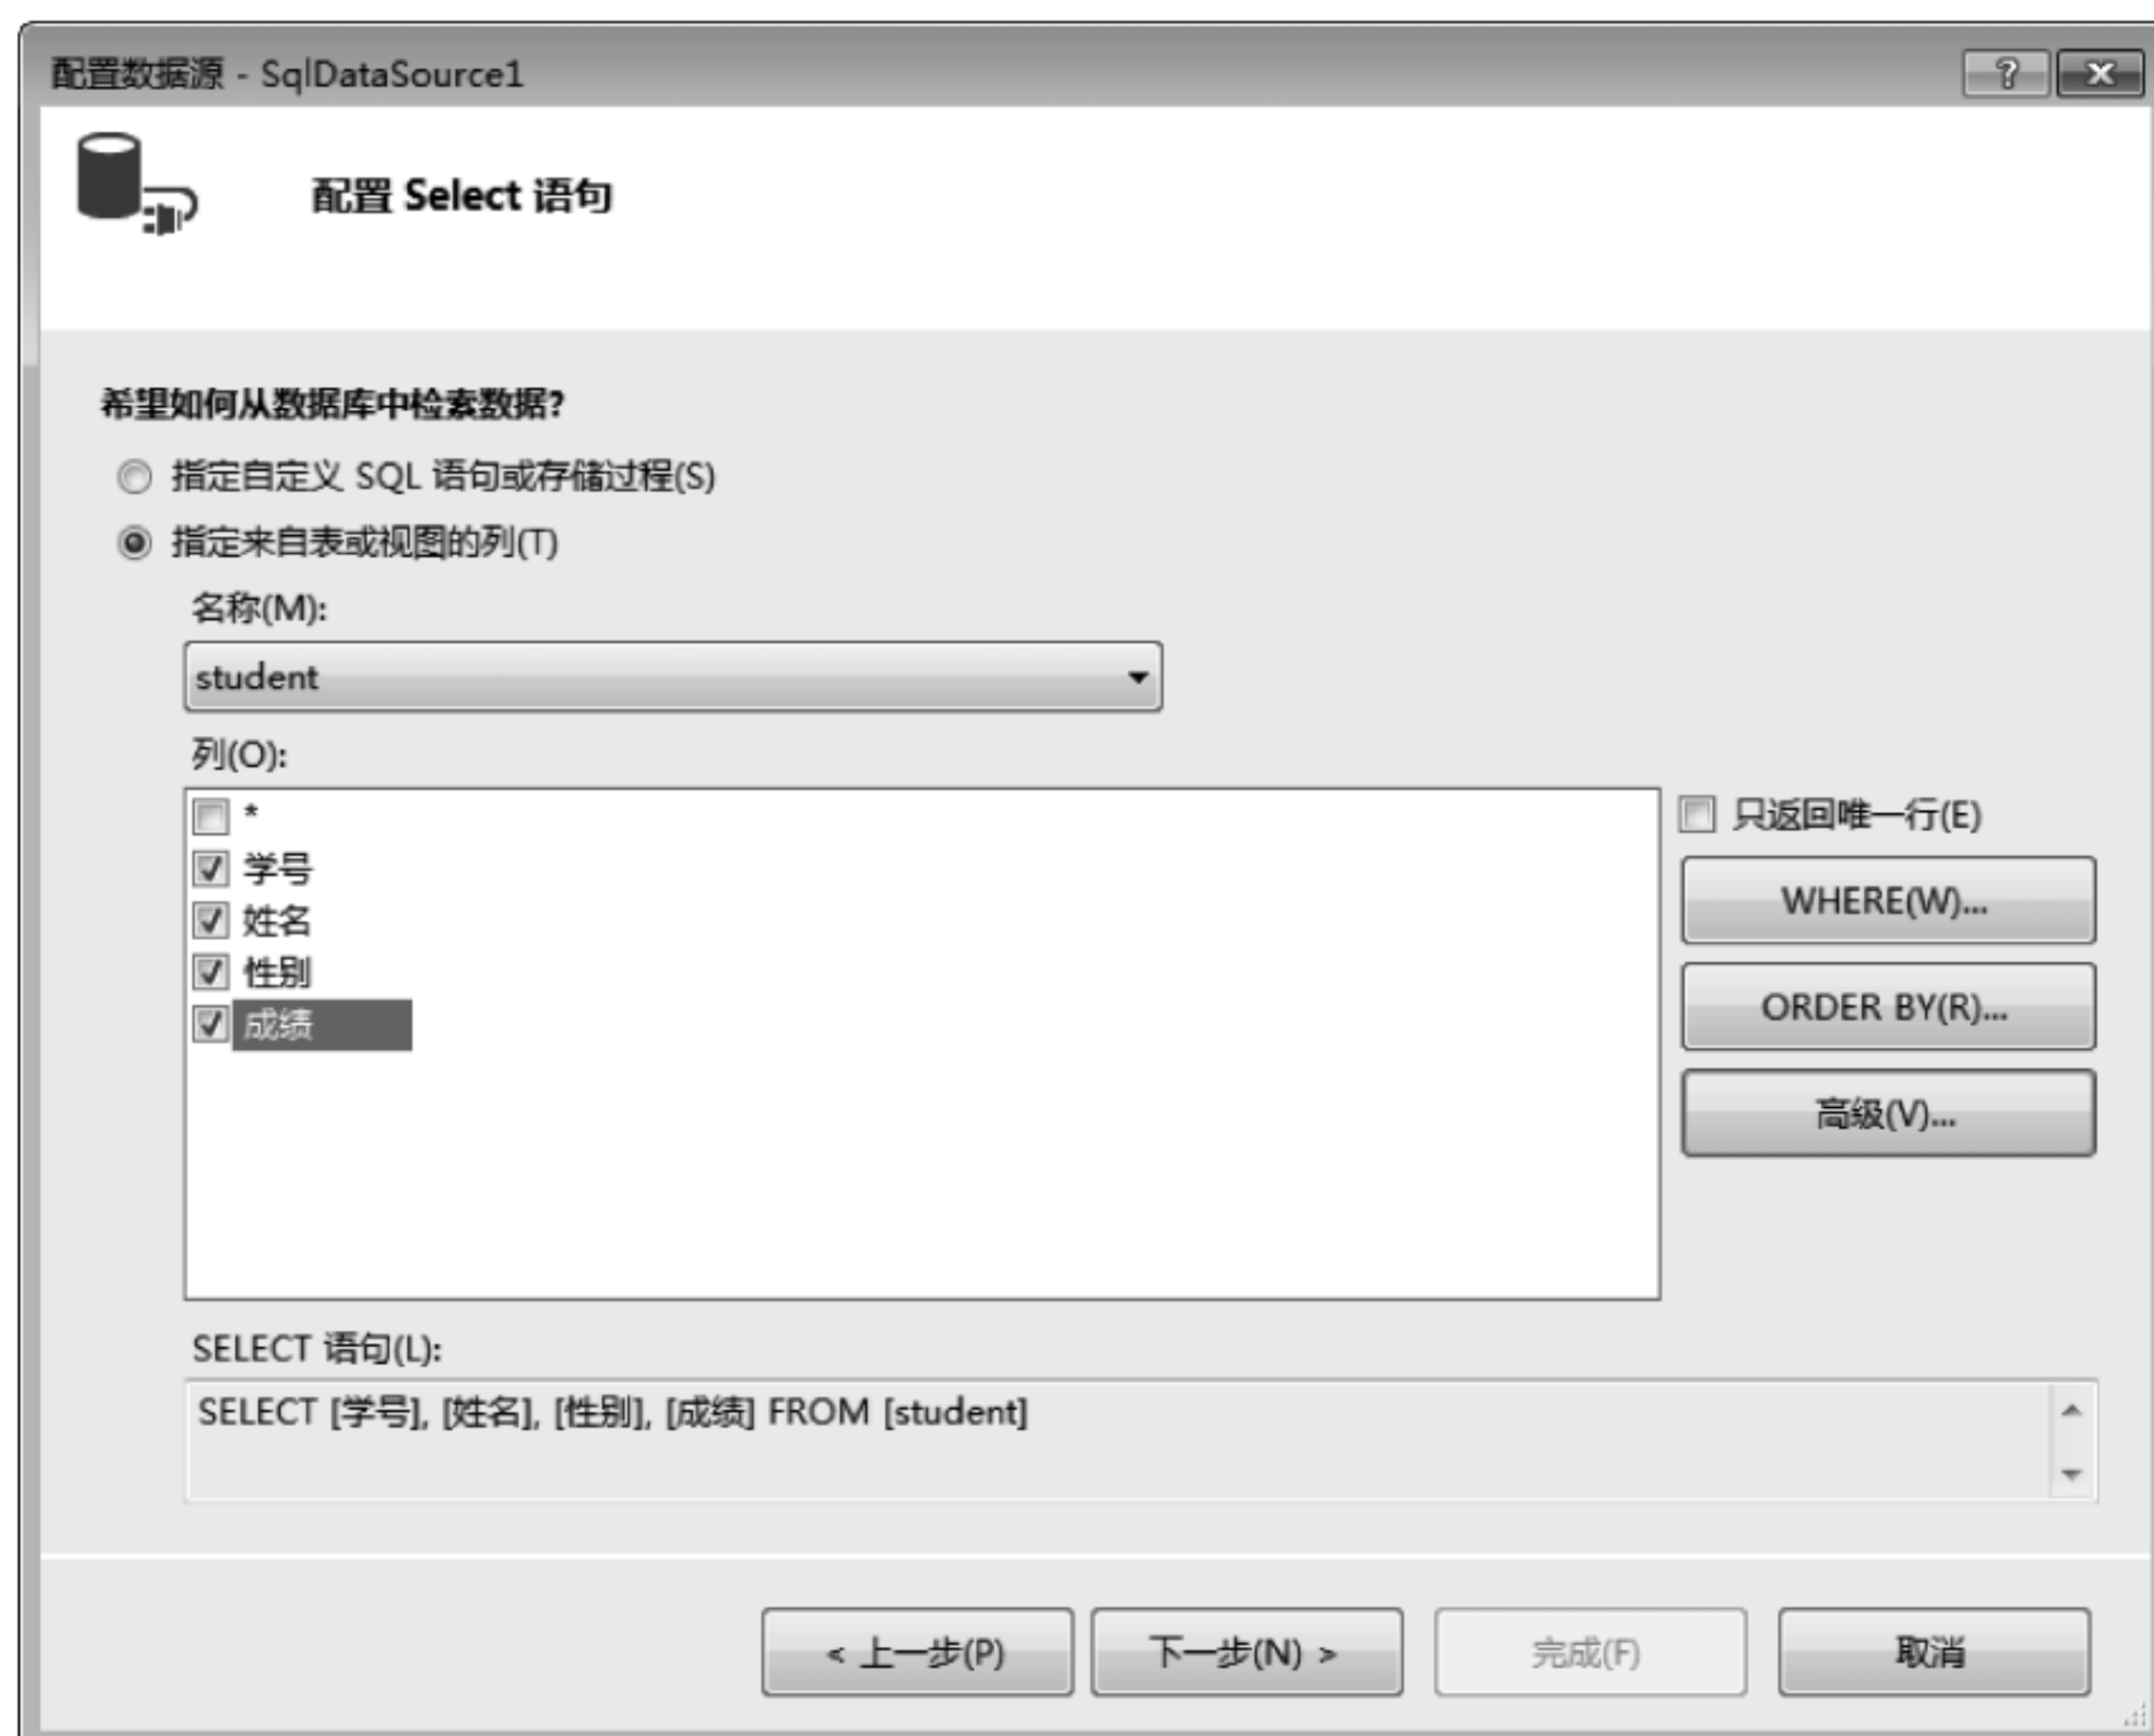 配置数据源 - SqlDataSource1
配置 Select 语句
希望如何从数据库中检索数据?
指定自定义 SQL 语句或存储过程(S)
指定来自表或视图的列(T)
名称(M):
student
列(O):
*
学号
姓名
性别
成绩
只返回唯一行(E)
WHERE(W)...
ORDER BY(R)...
高级(V)...
SELECT 语句(L):
SELECT [学号], [姓名], [性别], [成绩] FROM [student]
< 上一步(P)
下一步(N) >
完成(F)
取消